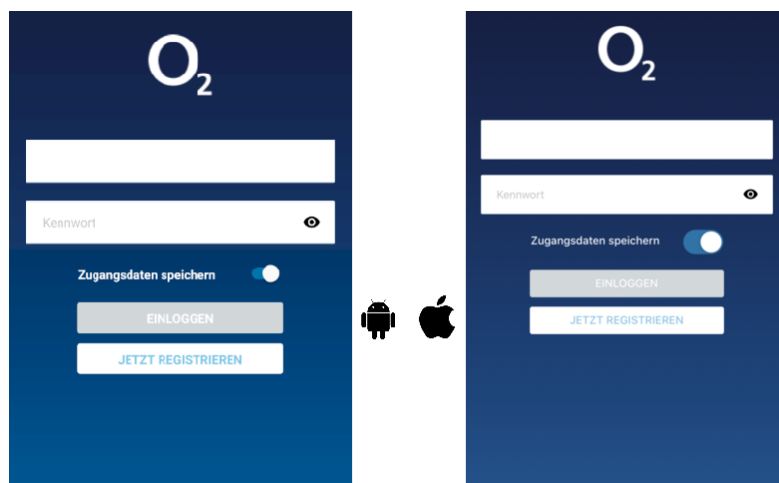 O2
Kennwort
Zugangsdaten speichern
EINLOGGEN
JETZT REGISTRIEREN
O2
Kennwort
Zugangsdaten speichern
EINLOGGEN
JETZT REGISTRIEREN